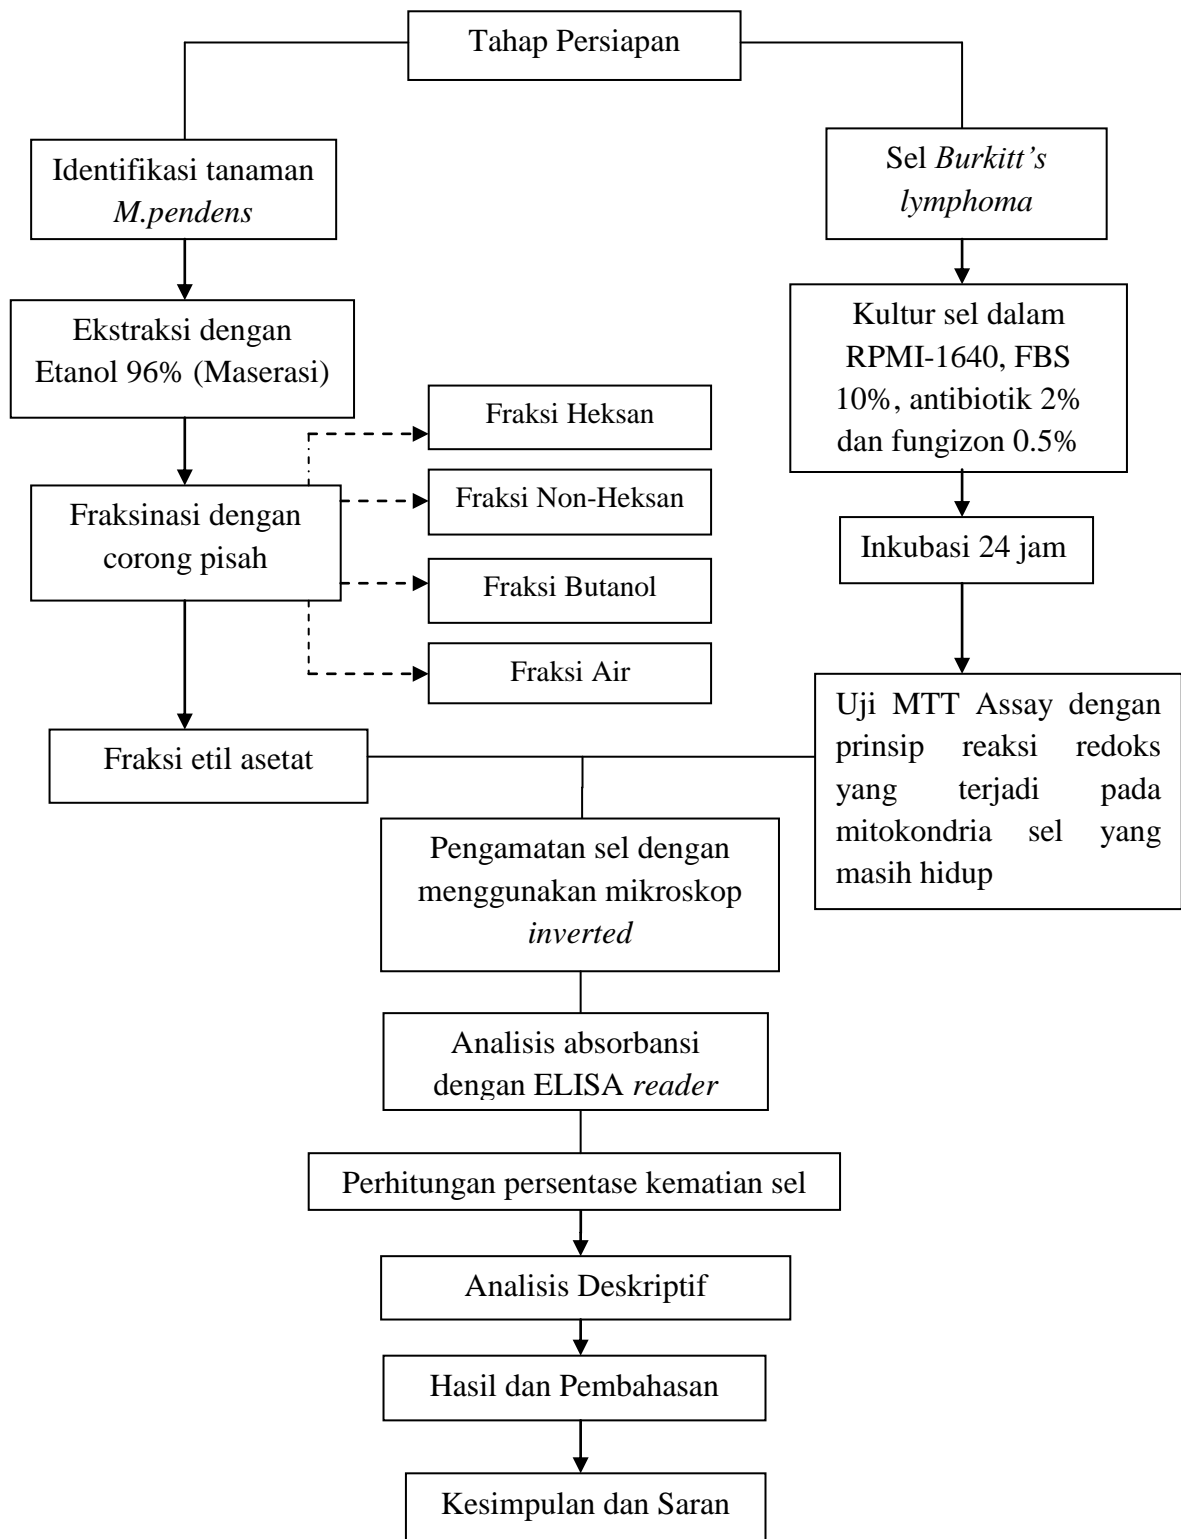 Tahap Persiapan
Identifikasi tanaman
M.pendens
Sel Burkitt’s
lymphoma
Ekstraksi dengan
Etanol 96% (Maserasi)
Kultur sel dalam
RPMI-1640, FBS
10%, antibiotik 2%
dan fungizon 0.5%
Fraksi Heksan
Fraksinasi dengan
corong pisah
Fraksi Non-Heksan
Inkubasi 24 jam
Fraksi Butanol
Fraksi Air
Fraksi etil asetat
Uji MTT Assay dengan
prinsip reaksi redoks
yang terjadi pada
mitokondria sel yang
masih hidup
Pengamatan sel dengan
menggunakan mikroskop
inverted
Analisis absorbansi
dengan ELISA reader
Perhitungan persentase kematian sel
Analisis Deskriptif
Hasil dan Pembahasan
Kesimpulan dan Saran